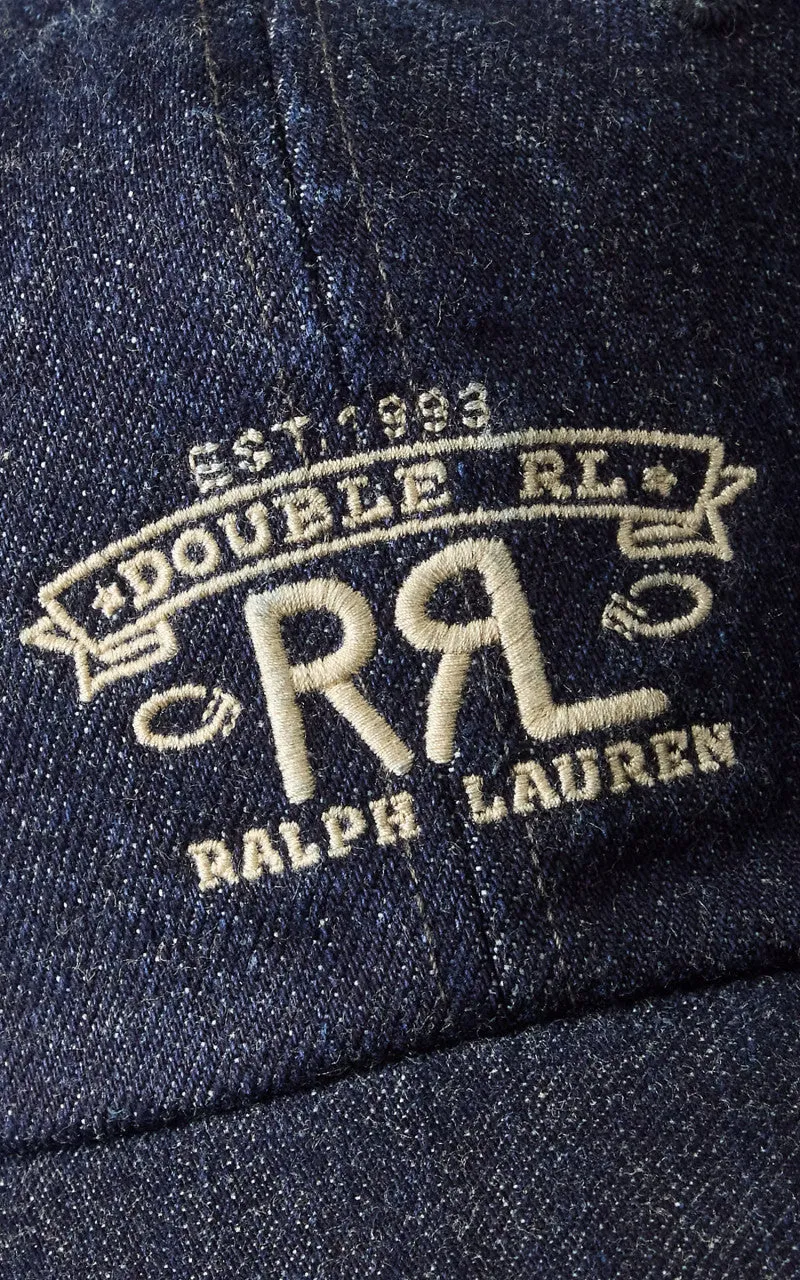 EST. 1993
DOUBLE RL
RRL
RALPH LAUREN